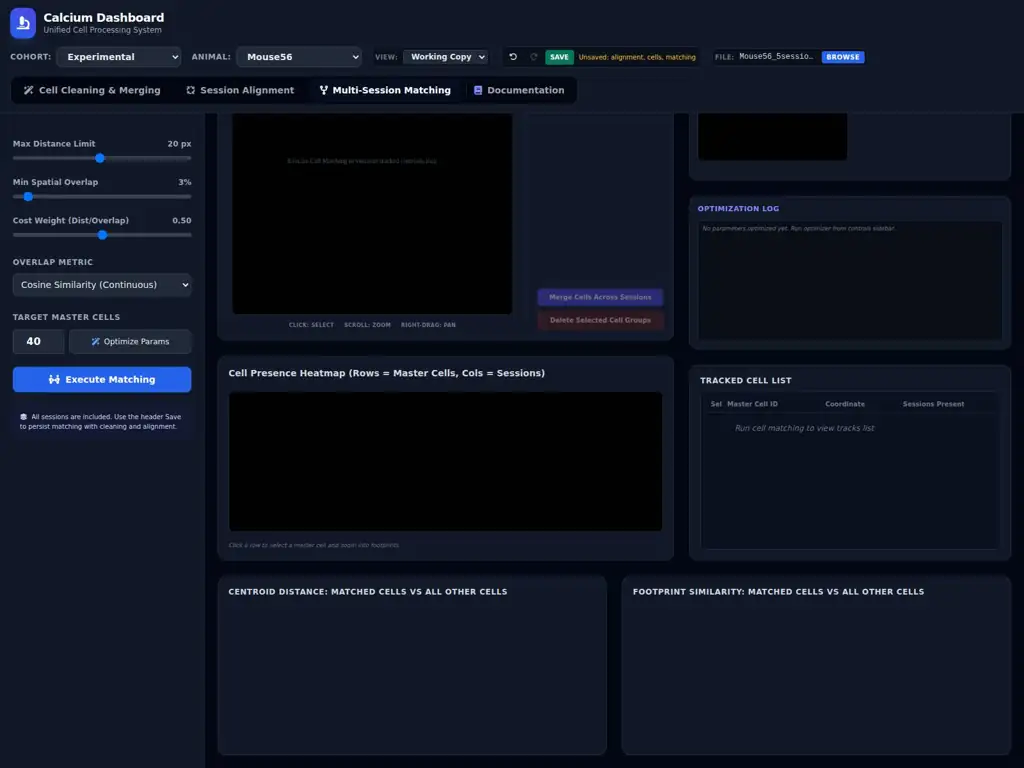 Calcium Dashboard
Unified Cell Processing System
COHORT: Experimental ANIMAL: Mouse56 VIEW: Working Copy SAVE Unsaved: alignment, cells, matching FILE: Mouse56_5sessio… BROWSE
Cell Cleaning & Merging Session Alignment Multi-Session Matching Documentation
Max Distance Limit 20 px
Min Spatial Overlap 3%
Cost Weight (Dist/Overlap) 0.50
OVERLAP METRIC
Cosine Similarity (Continuous)
TARGET MASTER CELLS
40 Optimize Params
Execute Matching
All sessions are included. Use the header Save
to persist matching with cleaning and alignment.
Merge Cells Across Sessions
Delete Selected Cell Groups
CLICK: SELECT SCROLL: ZOOM RIGHT-DRAG: PAN
Cell Presence Heatmap (Rows = Master Cells, Cols = Sessions)
Click a row to select a master cell and zoom into footprints.
OPTIMIZATION LOG
No parameters optimized yet. Run optimizer from controls sidebar.
TRACKED CELL LIST
Sel Master Cell ID Coordinate Sessions Present
Run cell matching to view tracks list
CENTROID DISTANCE: MATCHED CELLS VS ALL OTHER CELLS
FOOTPRINT SIMILARITY: MATCHED CELLS VS ALL OTHER CELLS